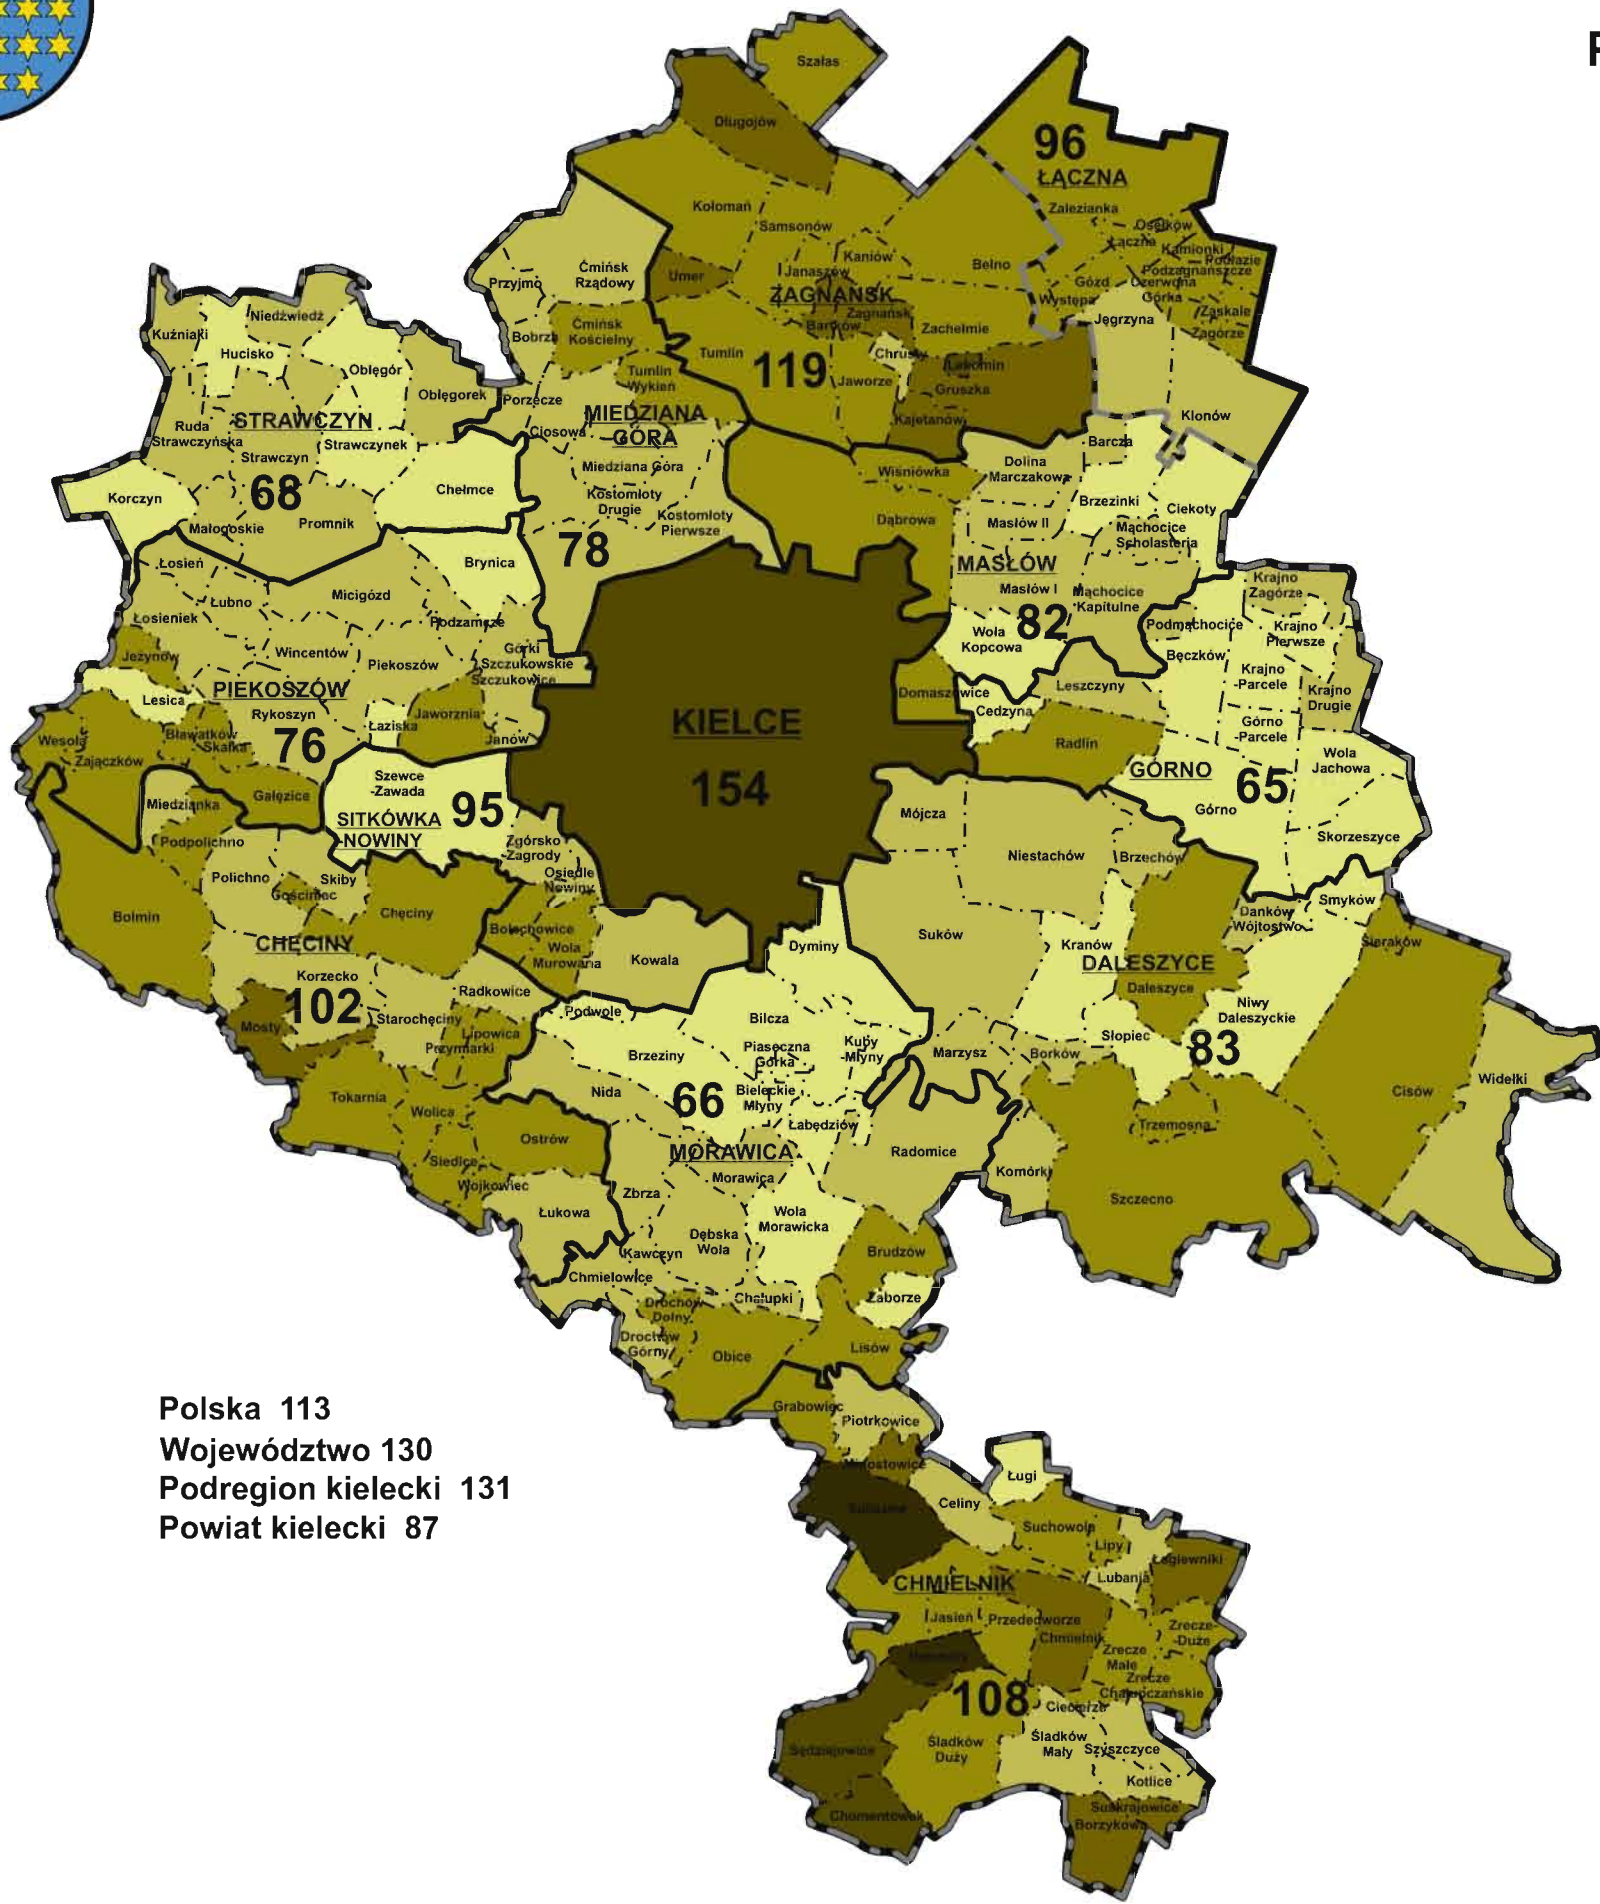 P
Szałas
Długojów
96
ŁĄCZNA
Kołomań
Zalezianka
Samsonów
Osełków
Łączna
Kamionki
Podłazie
Kaniów
Janaszów
Belno
Podzagnańszcze
Ćmińsk
Rządowy
Umer
Gózd
Czerwona
Górka
Przyjmo
ZAGNAŃSK
Występa
Zagnańsk
Zaskale
Jęgrzyna
Niedźwiedź
Kuźniaki
Bobrza
Ćmińsk
Kościelny
Bartków
Zachełmie
Zagórze
Hucisko
Tumlin
119
Chrusty
Oblęgór
Tumlin
Wykień
Jaworze
Gruszka
Oblęgorek
Porzecze
Kajetanów
Klonów
STRAWCZYN
MIEDZIANA
GÓRA
Ruda
Strawczyńska
Strawczynek
Ciosowa
Barcza
Strawczyn
Miedziana Góra
Wiśniówka
Dolina
Marczakowa
68
Chełmce
Korczyn
Kostomłoty
Drugie
Brzezinki
Ciekoty
Małogoskie
Promnik
Kostomłoty
Pierwsze
Dąbrowa
Masłów II
Mąchocice
Scholasteria
78
Łosień
Brynica
MASŁÓW
Masłów I
Mąchocice
Kapitulne
Krajno
Zagórze
Łubno
Micigózd
Łosieniek
Podzamcze
82
Podmąchocice
Krajno
Pierwsze
Wola
Kopcowa
Jeżynów
Wincentów
Piekoszów
Górki
Szczukowskie
Szczukowice
Bęczków
Krajno
-Parcele
PIEKOSZÓW
Lesica
Domaszowice
Leszczyny
Krajno
Drugie
Rykoszyn
Łaziska
Jaworznia
Cedzyna
KIELCE
Górno
-Parcele
Wesoła
Bławatków
Skałka
76
Janów
Radlin
Zajączków
154
Wola
Jachowa
Szewce
-Zawada
GÓRNO
65
Miedzianka
Gałęzice
95
Górno
SITKÓWKA
-NOWINY
Mójcza
Podpolichno
Zgórsko
-Zagrody
Skorzeszyce
Niestachów
Brzechów
Polichno
Skiby
Osiedle
Nowiny
Gościniec
Smyków
Bolmin
Chęciny
Danków
-Wójtostwo
CHĘCINY
Bolechowice
Suków
Kranów
Sieraków
Wola
Murowana
Dyminy
Kowala
DALESZYCE
Korzecko
Radkowice
Daleszyce
102
Niwy
Daleszyckie
Podwole
Bilcza
Mosty
Starochęciny
Lipowica
Słopiec
Przymiarki
Brzeziny
Piaseczna
Górka
Kuby
-Młyny
Marzysz
Borków
83
Tokarnia
Nida
66
Bieleckie
Młyny
Cisów
Widełki
Wolica
Łabędziów
Trzemosna
Ostrów
MORAWICA
Radomice
Siedlce
Morawica
Komórki
Wojkowiec
Zbrza
Szczecno
Łukowa
Wola
Morawicka
Dębska
Wola
Kawczyn
Brudzów
Chmielowice
Chałupki
Zaborze
Drochów
Dolny
Drochów
Górny
Obice
Lisów
Polska 113
Grabowiec
Piotrkowice
Województwo 130
Podregion kielecki 131
Powiat kielecki 87
Ługi
Celiny
Suchowola
Lipy
Łagiewniki
Lubania
CHMIELNIK
Jasień
Przededworze
Zrecze-
-Duże
Chmielnik
Zrecze
Małe
Zrecze
Chałupczańskie
108
Ciecierze
Śladków
Duży
Śladków
Mały
Szyszczyce
Sędziejowice
Kotlice
Suskrajowice
Chomentówek
Borzykowa